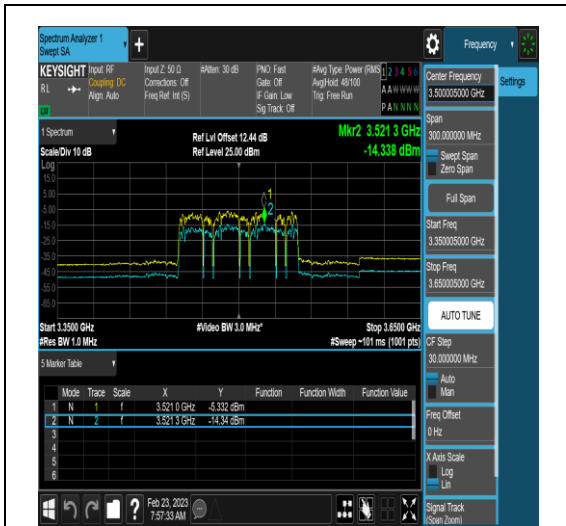 Spectrum Analyzer 1
Swept SA
Frequency
KEYSIGHT
RL
Input: RF
Coupling: DC
Align: Auto
Input Z: 50 Ω
Corrections: Off
Freq Ref: Int (S)
#Atten: 30 dB
PNO: Fast
Gate: Off
IF Gain: Low
Sig Track: Off
#Avg Type: Power (RMS)
Avg|Hold: 48/100
Trig: Free Run
1 2 3 4 5 6
A A W W W W
P A N N N N
Settings
Center Frequency
3.500005000 GHz
Span
300.000000 MHz
Swept Span
Zero Span
Full Span
Start Freq
3.350005000 GHz
Stop Freq
3.650005000 GHz
AUTO TUNE
CF Step
30.000000 MHz
Auto
Man
Freq Offset
0 Hz
X Axis Scale
Log
Lin
Signal Track
(Span Zoom)
1 Spectrum
Scale/Div 10 dB
Ref Lvl Offset 12.44 dB
Ref Level 25.00 dBm
Mkr2 3.521 3 GHz
-14.338 dBm
Log
15.0
5.00
-5.00
-15.0
-25.0
-35.0
-45.0
-55.0
-65.0
1
2
Start 3.3500 GHz
#Res BW 1.0 MHz
#Video BW 3.0 MHz*
Stop 3.6500 GHz
#Sweep ~101 ms (1001 pts)
5 Marker Table
Mode Trace Scale X Y Function Function Width Function Value
1 N 1 f 3.521 0 GHz -5.332 dBm
2 N 2 f 3.521 3 GHz -14.34 dBm
3
4
5
6
Feb 23, 2023
7:57:33 AM